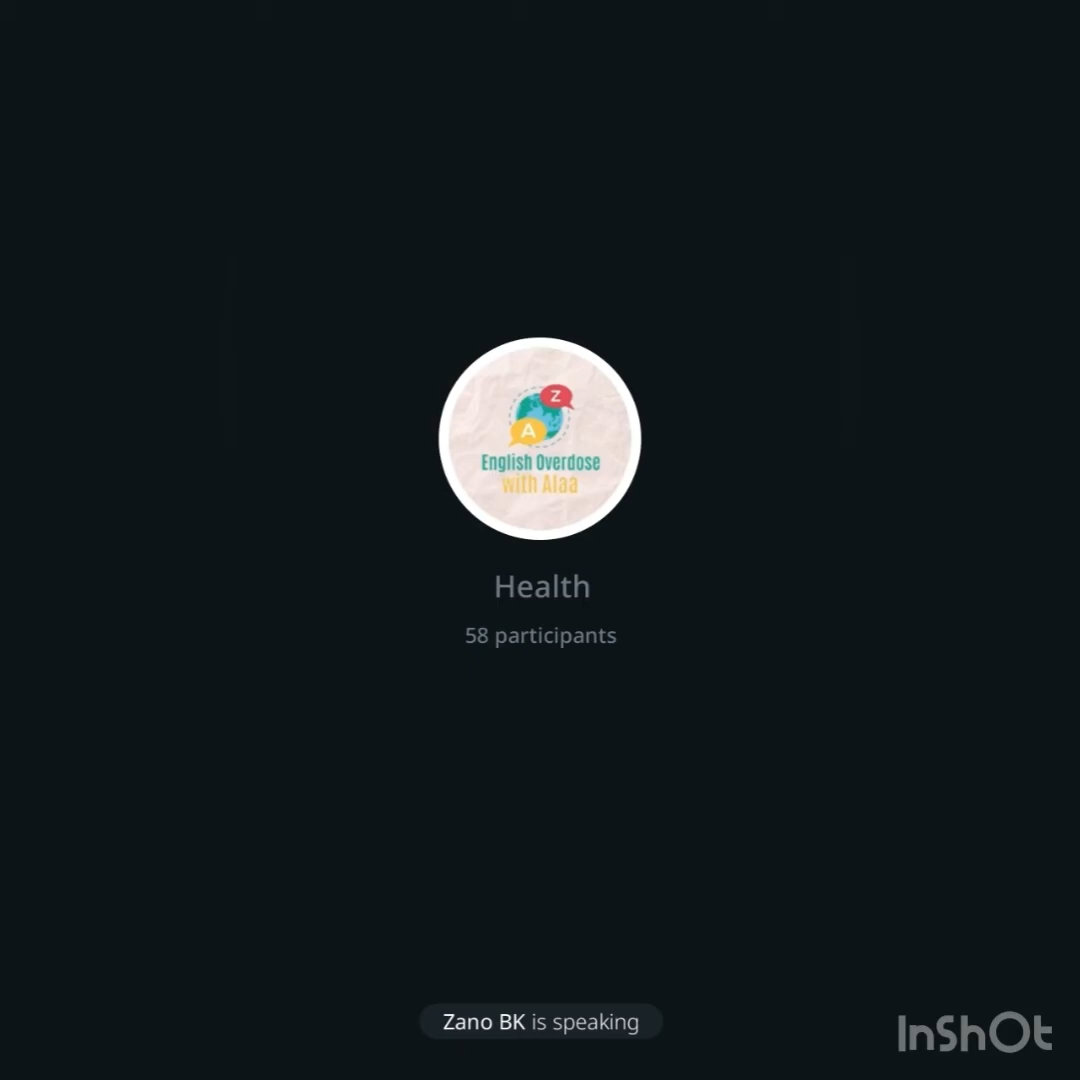 Z
A
English Overdose
with Alaa
Health
58 participants
Zano BK is speaking
InShOt